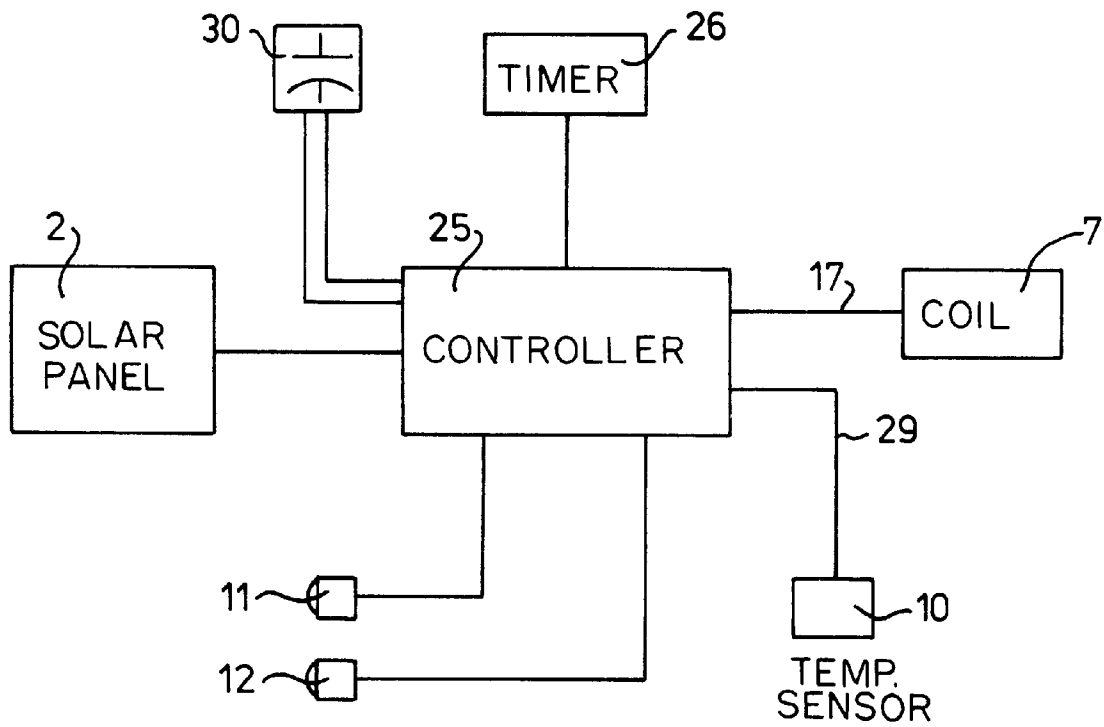 30
26
TIMER
2
25
7
SOLAR
PANEL
CONTROLLER
17
COIL
29
11
12
10
TEMP.
SENSOR